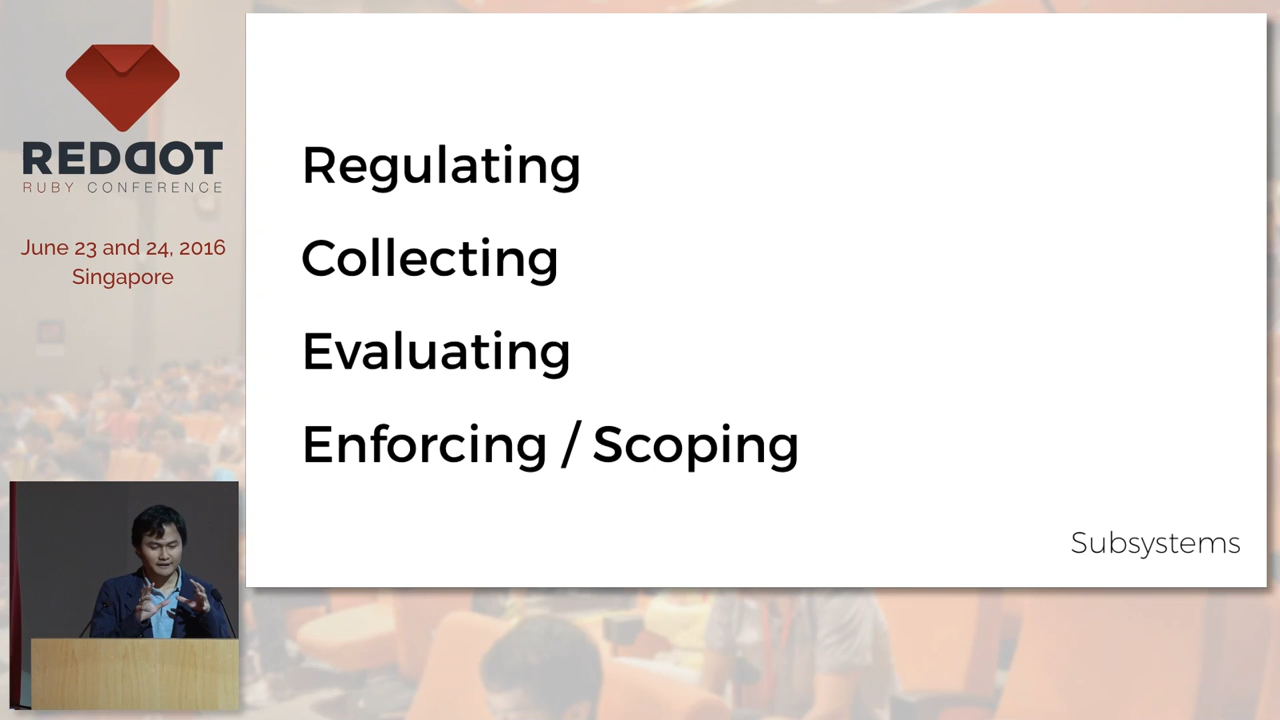 REDDOT
RUBY CONFERENCE
June 23 and 24, 2016
Singapore
Regulating
Collecting
Evaluating
Enforcing / Scoping
Subsystems